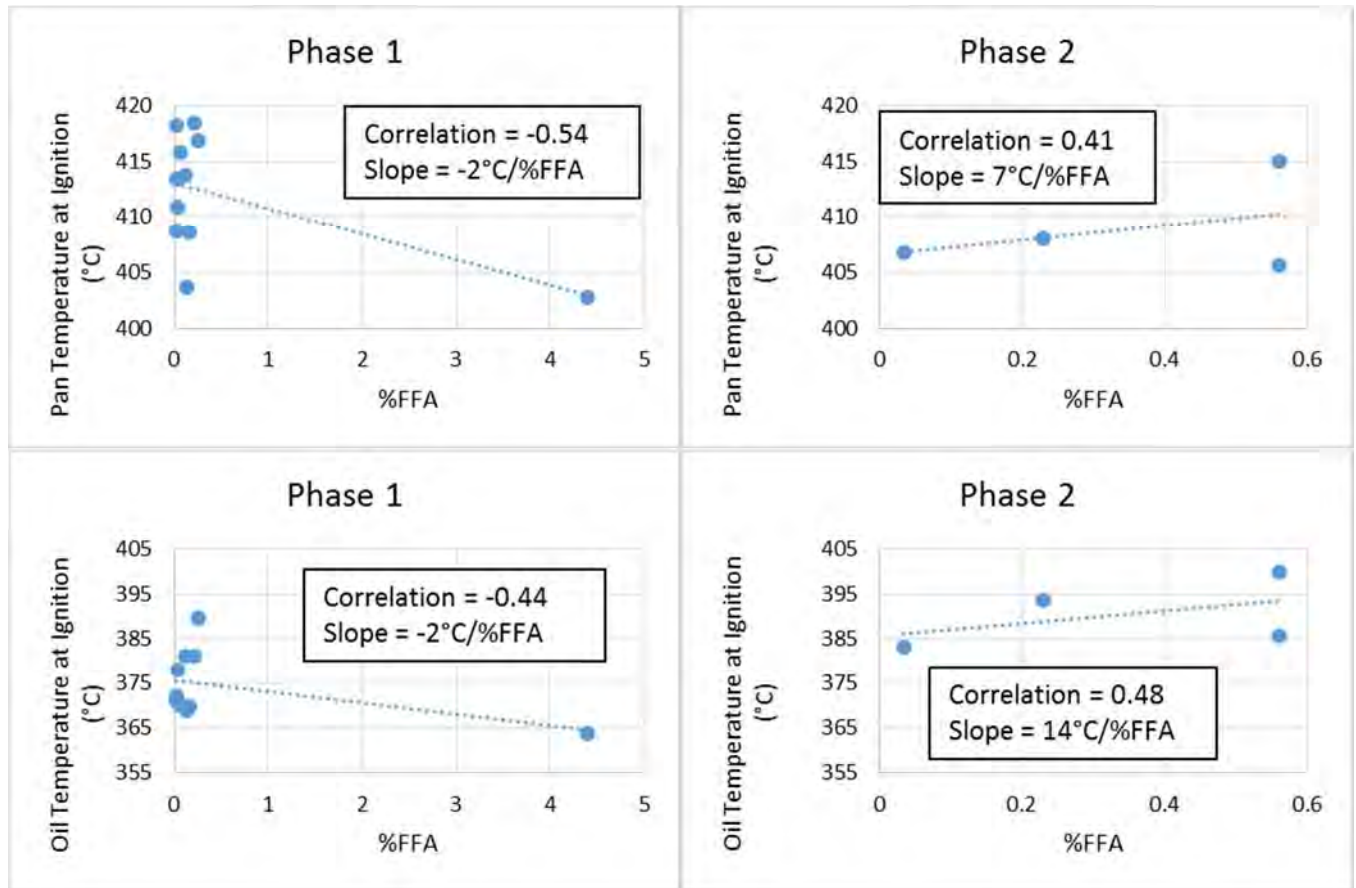 Phase 1
Pan Temperature at Ignition
(°C)
420
415
410
405
400
Correlation = -0.54
Slope = -2°C/%FFA
0 1 2 3 4 5
%FFA
Phase 2
Pan Temperature at Ignition
(°C)
420
415
410
405
400
Correlation = 0.41
Slope = 7°C/%FFA
0 0.2 0.4 0.6
%FFA
Phase 1
Oil Temperature at Ignition
(°C)
405
395
385
375
365
355
Correlation = -0.44
Slope = -2°C/%FFA
0 1 2 3 4 5
%FFA
Phase 2
Oil Temperature at Ignition
(°C)
405
395
385
375
365
355
Correlation = 0.48
Slope = 14°C/%FFA
0 0.2 0.4 0.6
%FFA